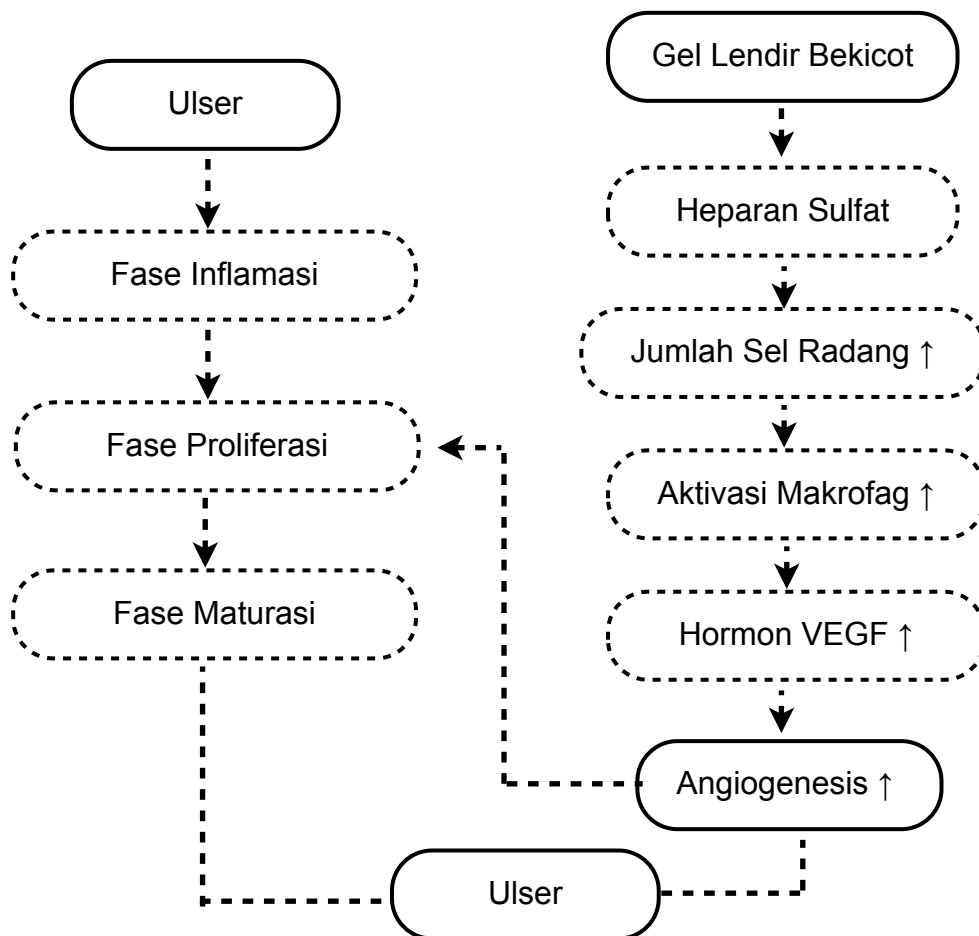 Ulser
Fase Inflamasi
Fase Proliferasi
Fase Maturasi
Gel Lendir Bekicot
Heparan Sulfat
Jumlah Sel Radang ↑
Aktivasi Makrofag ↑
Hormon VEGF ↑
Angiogenesis ↑
Ulser